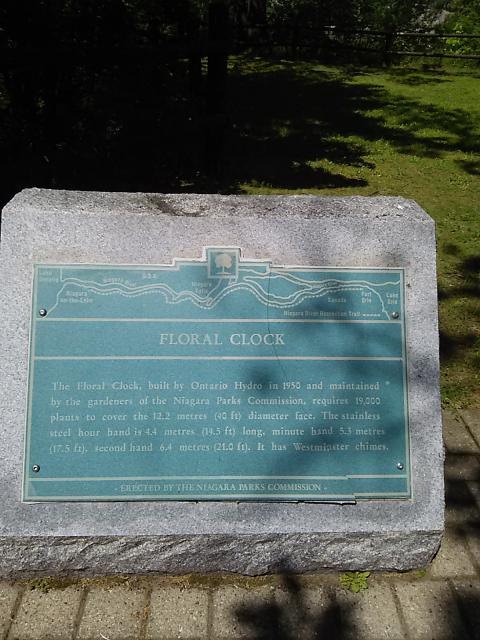 Lake
Ontario
Niagara River
U.S.A.
Niagara
-on-the-Lake
Niagara
Falls
Canada
Fort
Erie
Lake
Erie
Niagara River Recreation Trail
FLORAL CLOCK
The Floral Clock, built by Ontario Hydro in 1950 and maintained
by the gardeners of the Niagara Parks Commission, requires 19,000
plants to cover the 12.2 metres (40 ft) diameter face. The stainless
steel hour hand is 4.4 metres (14.5 ft) long, minute hand 5.3 metres
(17.5 ft), second hand 6.4 metres (21.0 ft). It has Westminster chimes.
- ERECTED BY THE NIAGARA PARKS COMMISSION -